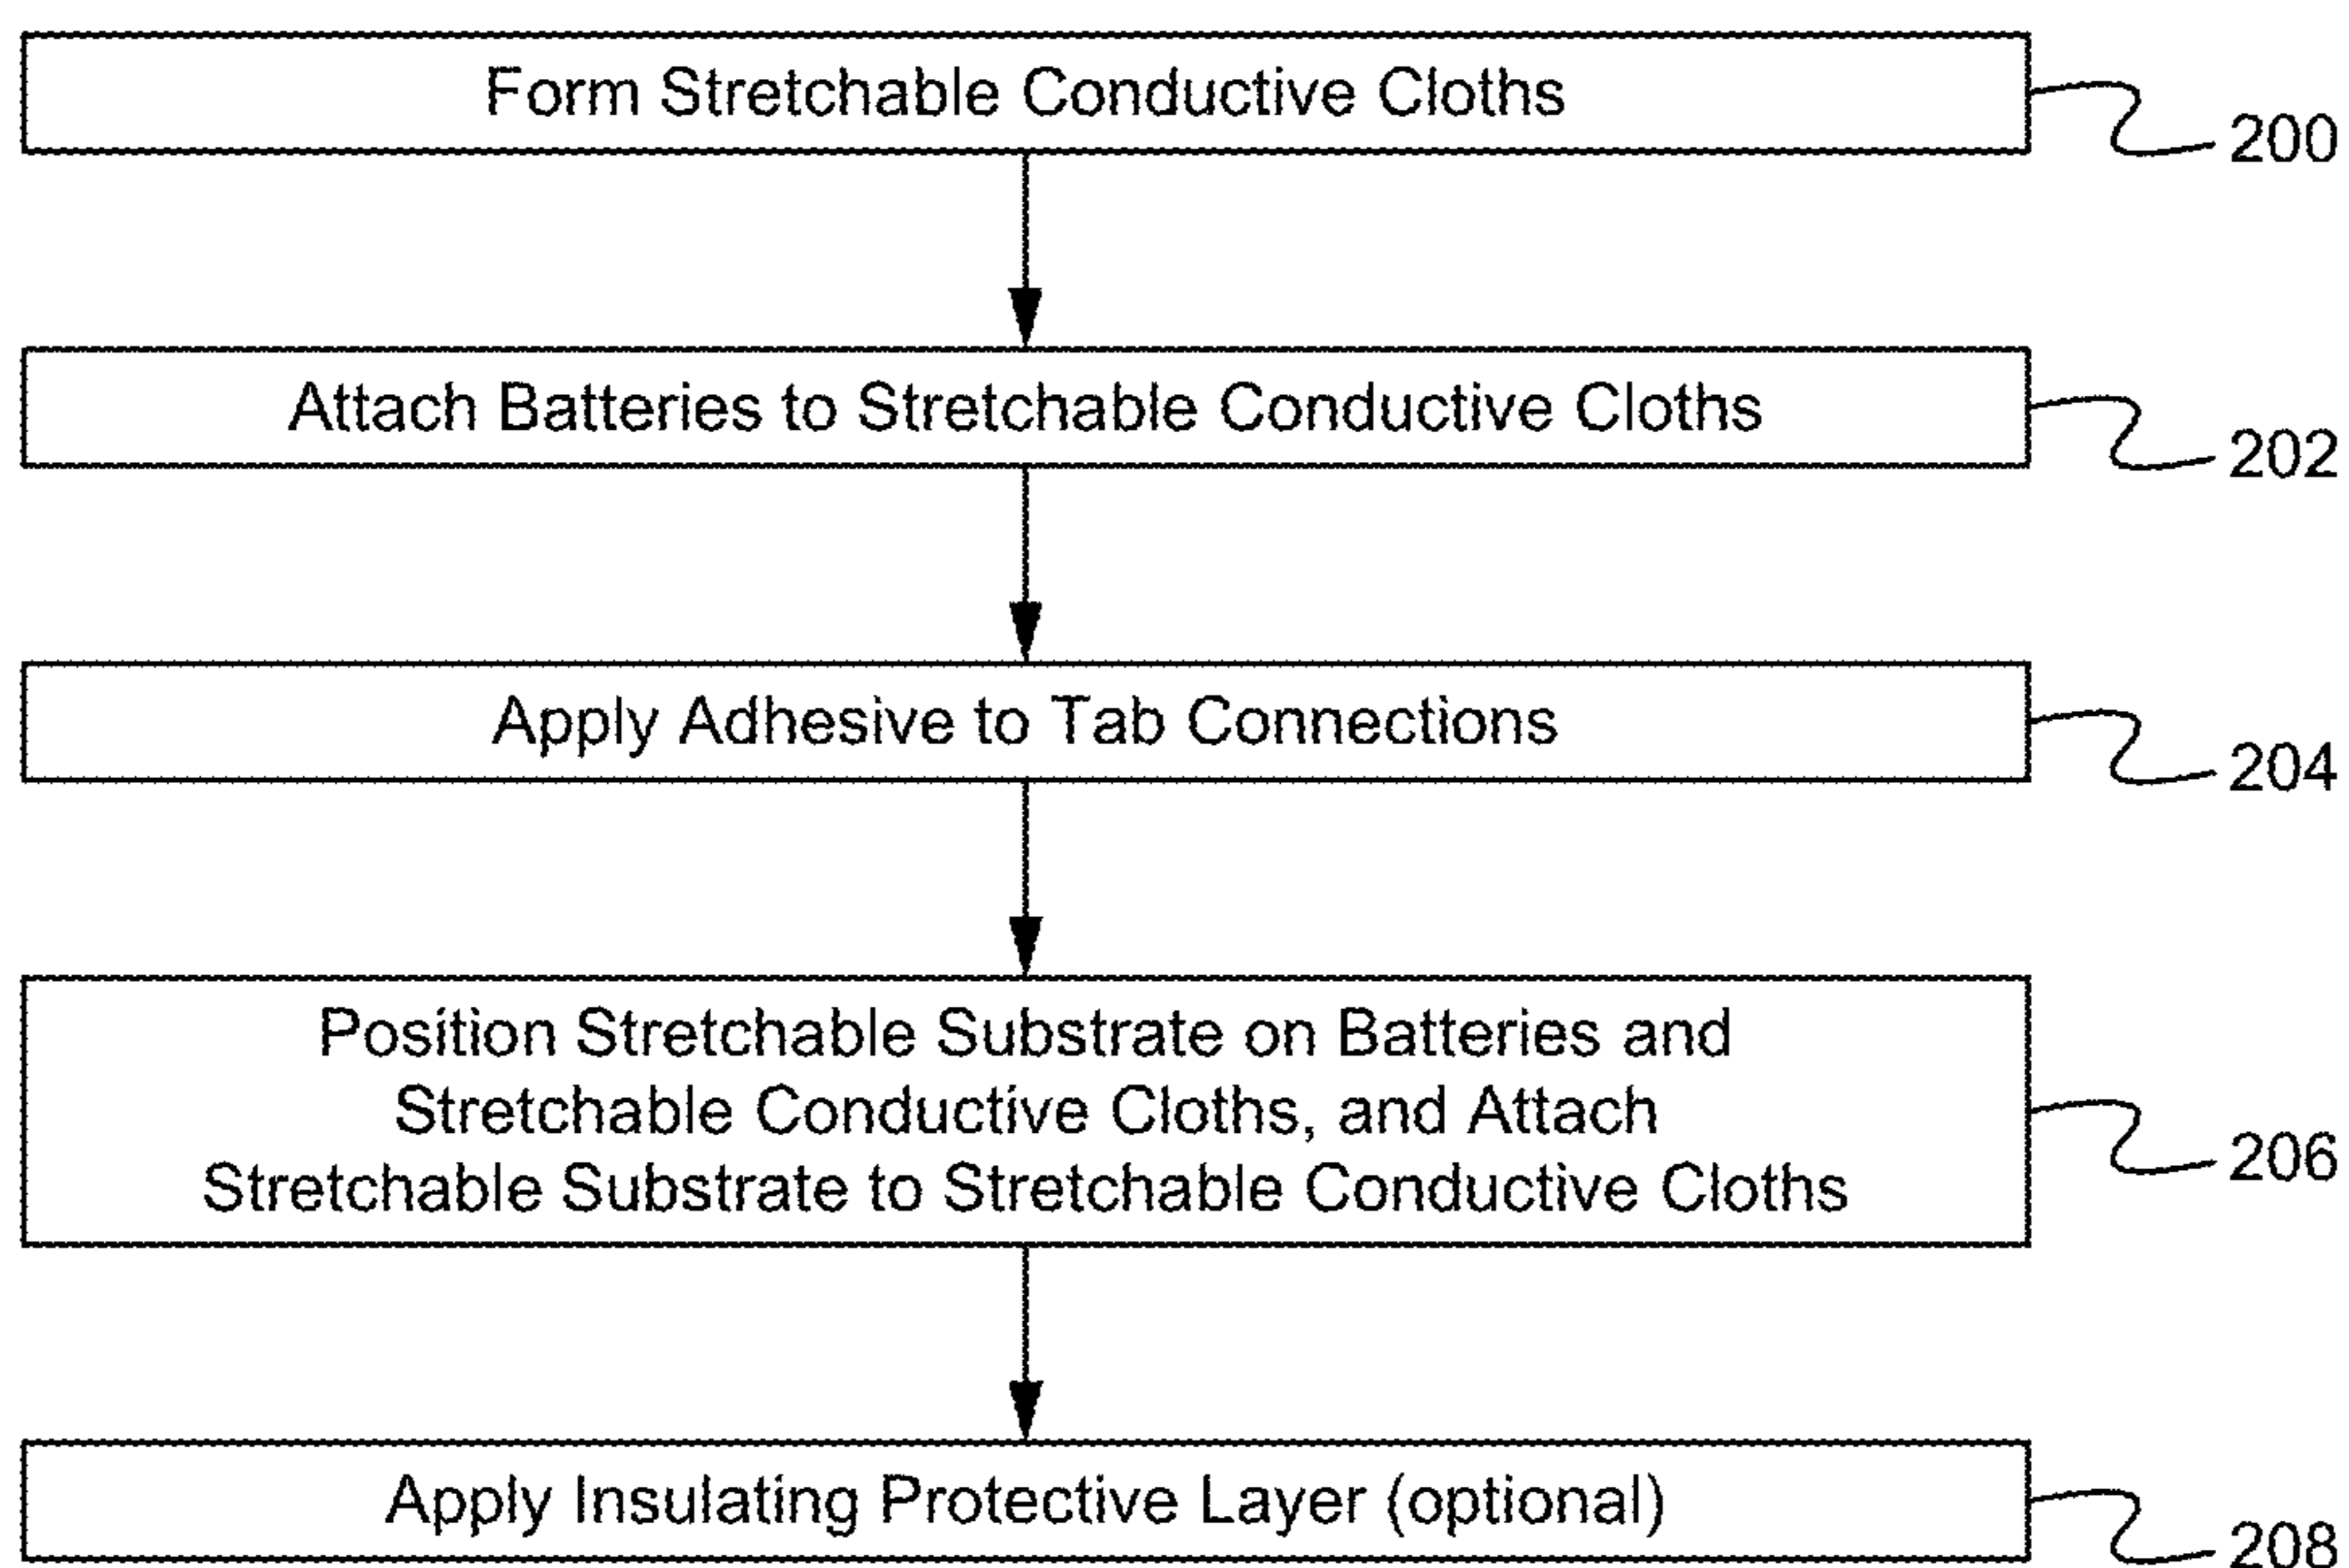 Form Stretchable Conductive Cloths
200
Attach Batteries to Stretchable Conductive Cloths
202
Apply Adhesive to Tab Connections
204
Position Stretchable Substrate on Batteries and
Stretchable Conductive Cloths, and Attach
Stretchable Substrate to Stretchable Conductive Cloths
206
Apply Insulating Protective Layer (optional)
208